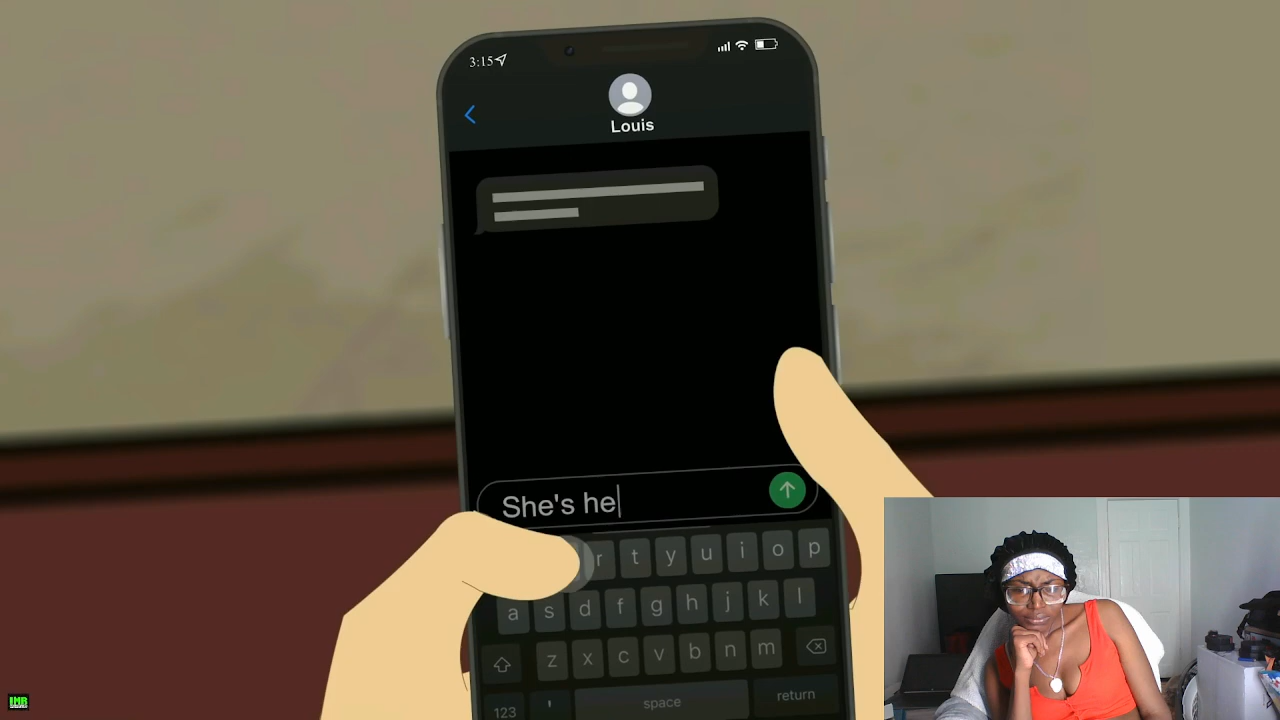 3:15
Louis
She's he
r t y u i o p
a s d f g h j k l
z x c v b n m
123 space return